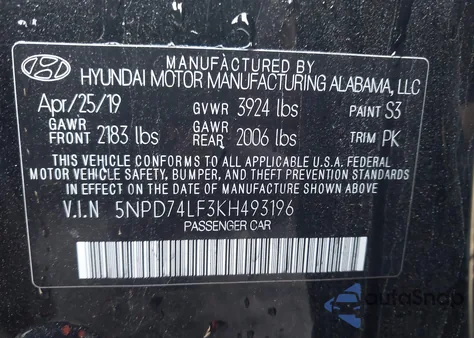 MANUFACTURED BY
HYUNDAI MOTOR MANUFACTURING ALABAMA, LLC
Apr/25/19 GVWR 3924 lbs PAINT S3
GAWR FRONT 2183 lbs GAWR REAR 2006 lbs TRIM PK
THIS VEHICLE CONFORMS TO ALL APPLICABLE U.S.A. FEDERAL
MOTOR VEHICLE SAFETY, BUMPER, AND THEFT PREVENTION STANDARDS
IN EFFECT ON THE DATE OF MANUFACTURE SHOWN ABOVE
V.I.N 5NPD74LF3KH493196
PASSENGER CAR
autoSnap